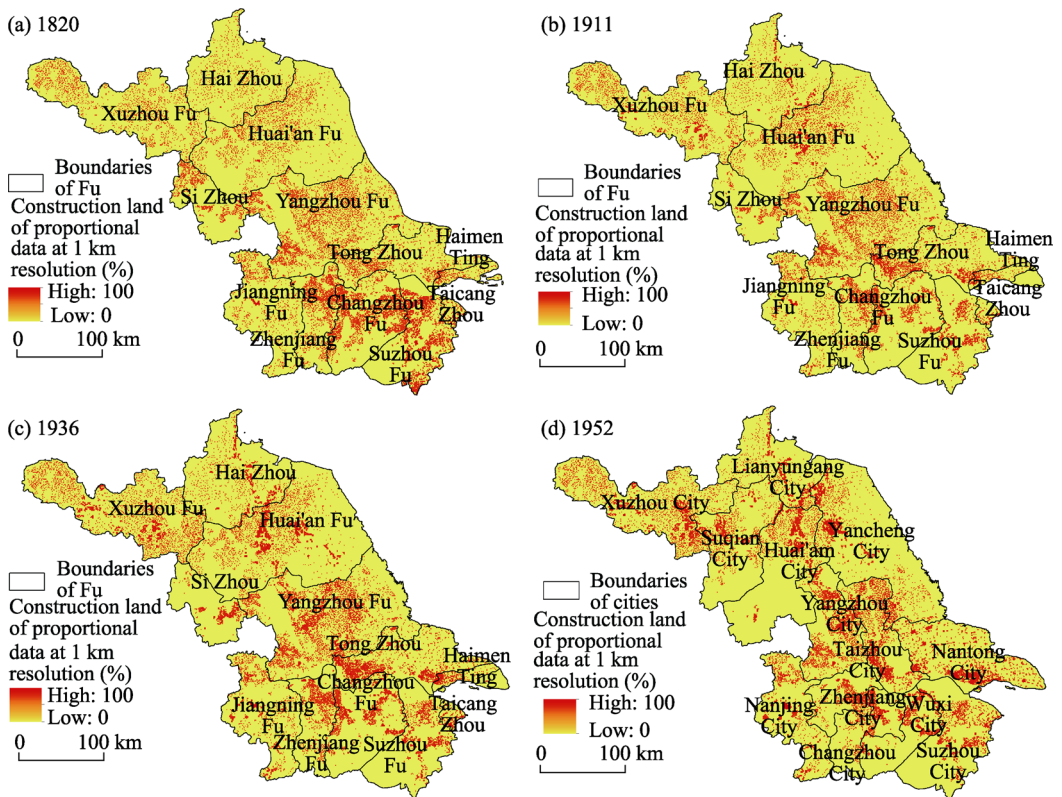 (a) 1820
Hai Zhou
Xuzhou Fu
Huai'an Fu
Boundaries
of Fu
Si Zhou
Yangzhou Fu
Construction land
of proportional
data at 1 km
resolution (%)
High: 100
Low: 0
0 100 km
Haimen
Ting
Tong Zhou
Jiangning
Fu
Changzhou
Fu
Taicang
Zhou
Zhenjiang
Fu
Suzhou
Fu
(b) 1911
Hai Zhou
Xuzhou Fu
Huai'an Fu
Boundaries
of Fu
Si Zhou
Yangzhou Fu
Construction land
of proportional
data at 1 km
resolution (%)
High: 100
Low: 0
0 100 km
Tong Zhou
Haimen
Ting
Jiangning
Fu
Changzhou
Fu
Taicang
Zhou
Zhenjiang
Fu
Suzhou
Fu
(c) 1936
Hai Zhou
Xuzhou Fu
Huai'an Fu
Boundaries
of Fu
Si Zhou
Yangzhou Fu
Construction land
of proportional
data at 1 km
resolution (%)
High: 100
Low: 0
0 100 km
Tong Zhou
Haimen
Ting
Changzhou
Fu
Jiangning
Fu
Taicang
Zhou
Zhenjiang
Fu
Suzhou
Fu
(d) 1952
Lianyungang
City
Xuzhou City
Suqian
City
Huai'am
City
Yancheng
City
Boundaries
of cities
Yangzhou
City
Construction land
of proportional
data at 1 km
resolution (%)
High: 100
Low: 0
0 100 km
Taizhou
City
Nantong
City
Nanjing
City
Zhenjiang
City
Wuxi
City
Changzhou
City
Suzhou
City